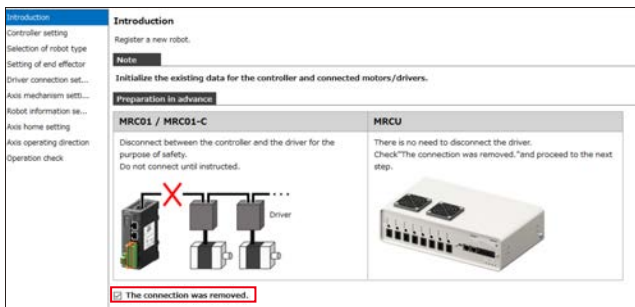 Introduction
Controller setting
Selection of robot type
Setting of end effector
Driver connection set...
Axis mechanism setti...
Robot information se...
Axis home setting
Axis operating direction
Operation check
Introduction
Register a new robot.
Note
Initialize the existing data for the controller and connected motors/drivers.
Preparation in advance
MRC01 / MRC01-C
Disconnect between the controller and the driver for the
purpose of safety.
Do not connect until instructed.
Driver
MRCU
There is no need to disconnect the driver.
Check"The connection was removed."and proceed to the next
step.
The connection was removed.